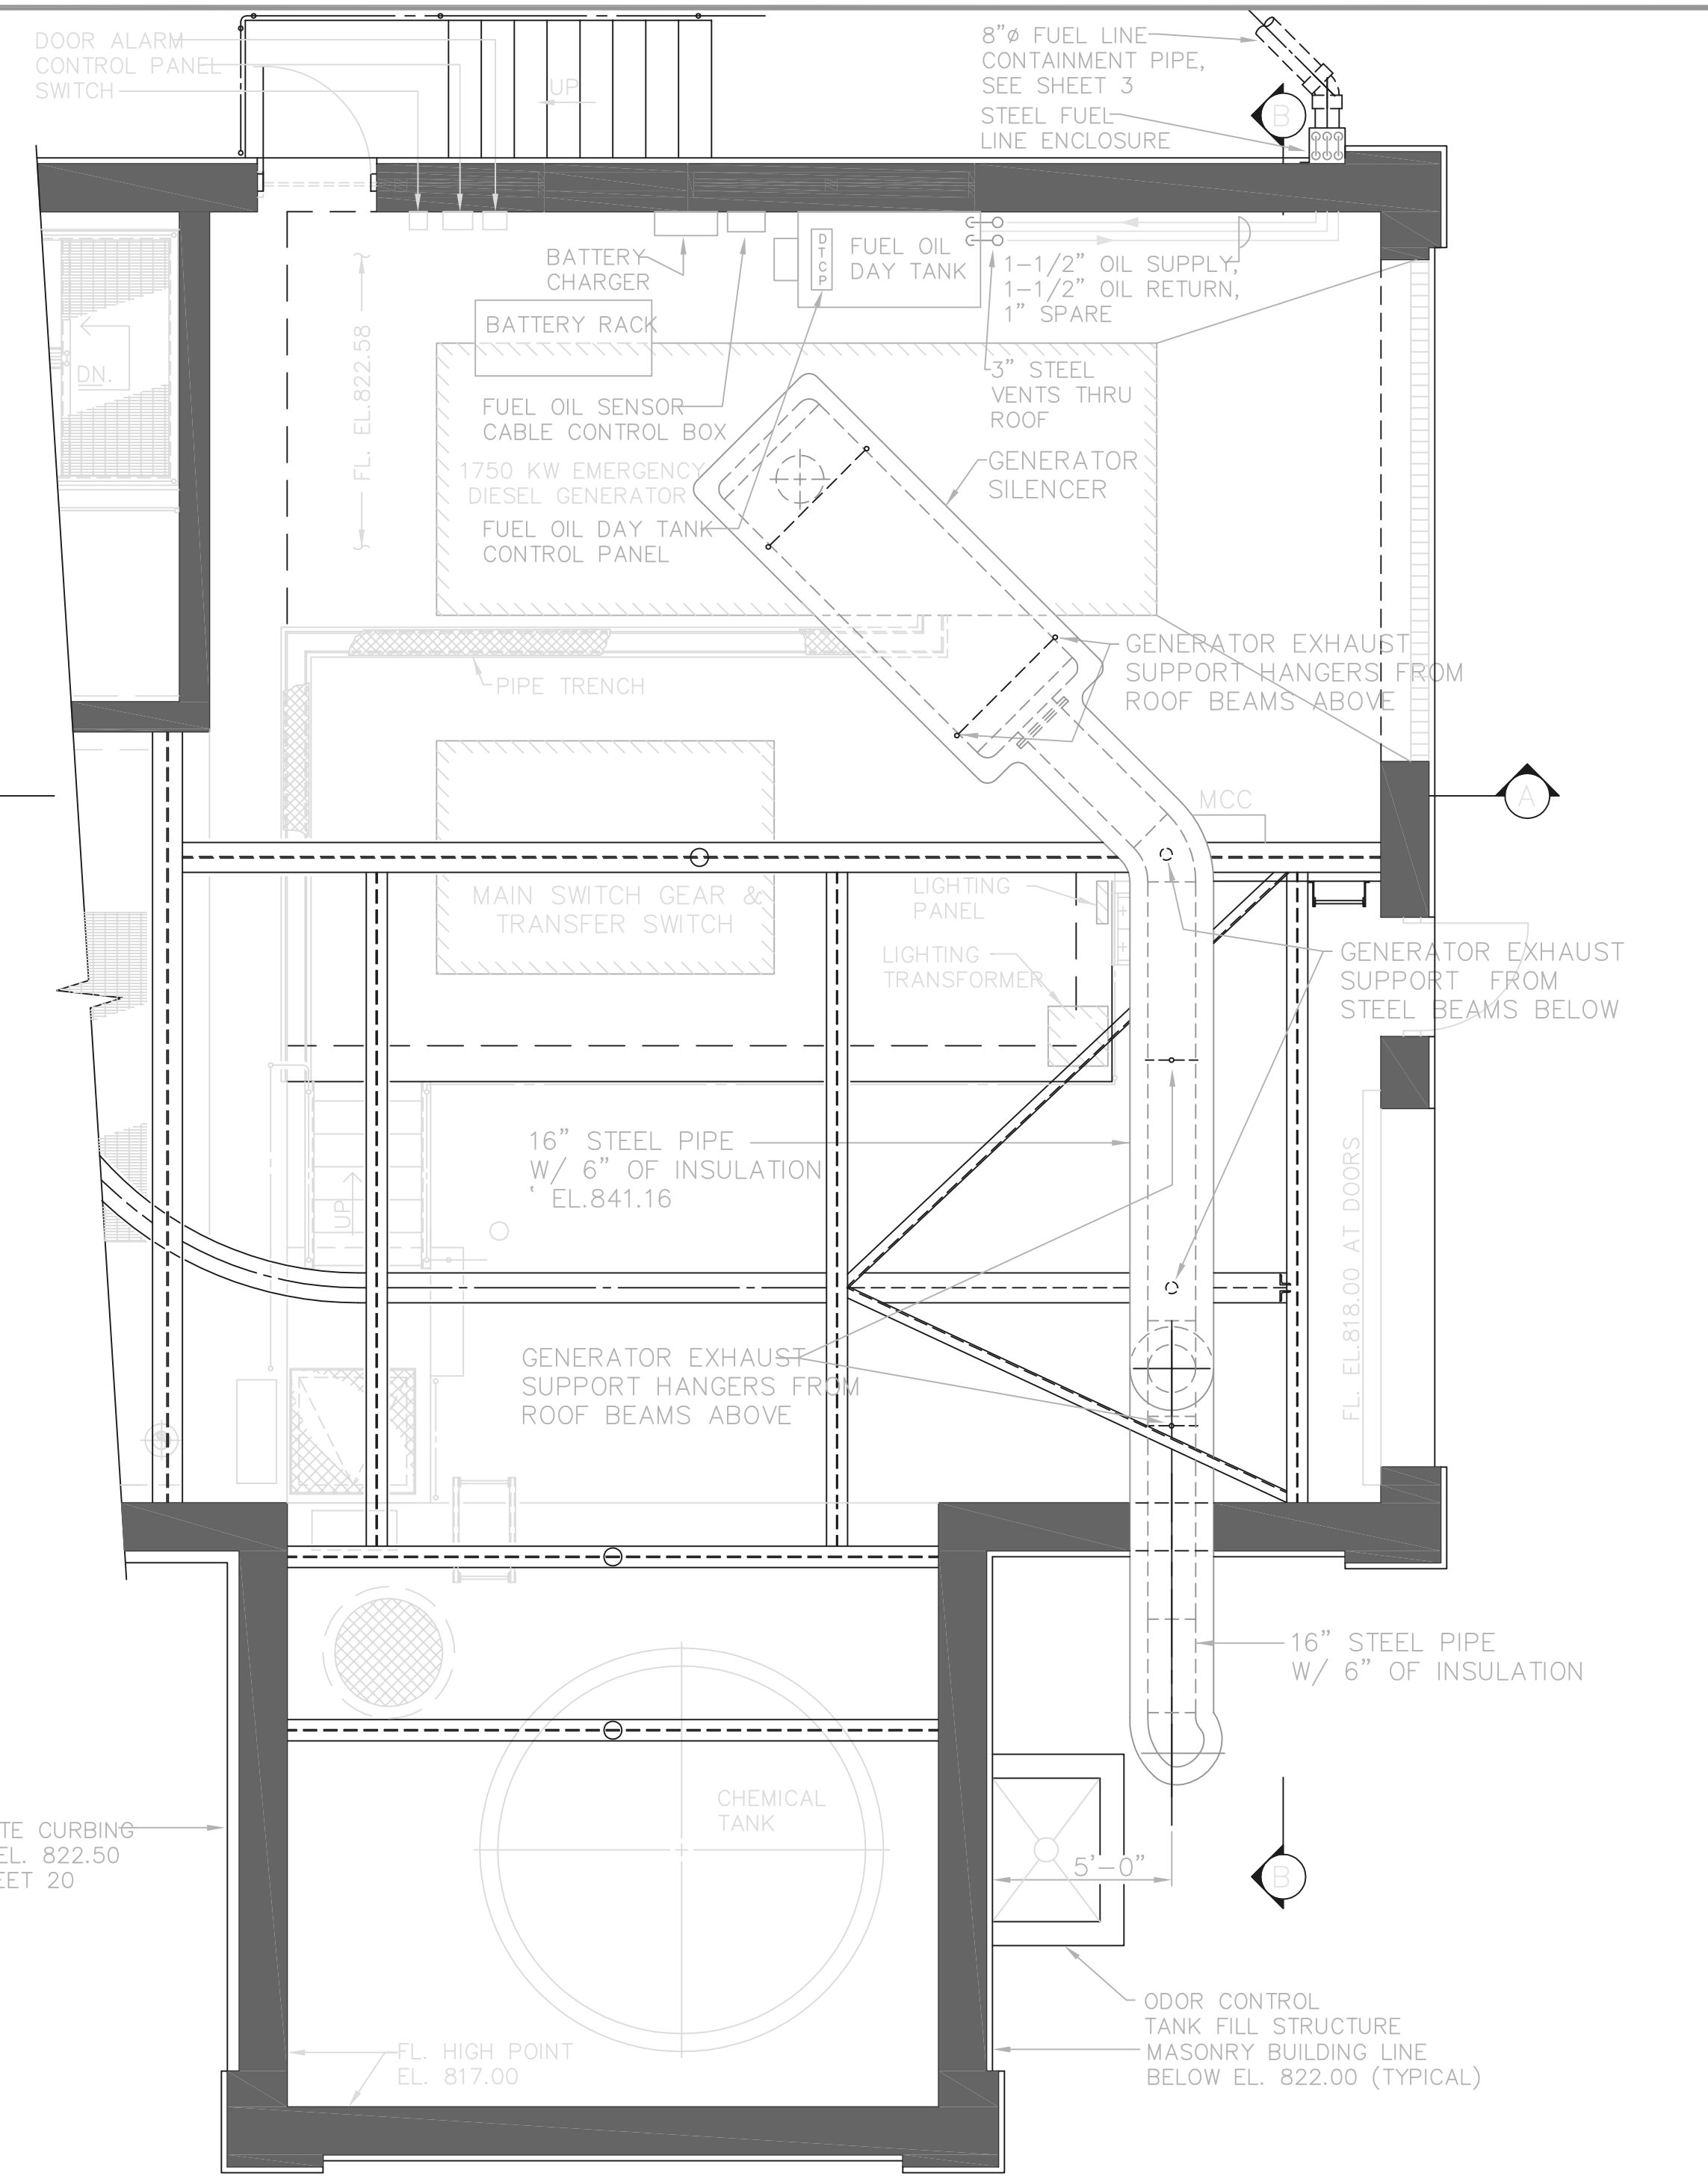 DOOR ALARM
CONTROL PANEL
SWITCH
UP
8"ø FUEL LINE
CONTAINMENT PIPE,
SEE SHEET 3
STEEL FUEL
LINE ENCLOSURE
B
BATTERY
CHARGER
DTCP
FUEL OIL
DAY TANK
1-1/2" OIL SUPPLY,
1-1/2" OIL RETURN,
1" SPARE
BATTERY RACK
FL. EL.822.58
DN.
3" STEEL
VENTS THRU
ROOF
FUEL OIL SENSOR
CABLE CONTROL BOX
1750 KW EMERGENCY
DIESEL GENERATOR
GENERATOR
SILENCER
FUEL OIL DAY TANK
CONTROL PANEL
GENERATOR EXHAUST
SUPPORT HANGERS FROM
ROOF BEAMS ABOVE
PIPE TRENCH
MCC
A
MAIN SWITCH GEAR &
TRANSFER SWITCH
LIGHTING
PANEL
LIGHTING
TRANSFORMER
GENERATOR EXHAUST
SUPPORT FROM
STEEL BEAMS BELOW
16" STEEL PIPE
W/ 6" OF INSULATION
' EL.841.16
UP
FL. EL.818.00 AT DOORS
GENERATOR EXHAUST
SUPPORT HANGERS FROM
ROOF BEAMS ABOVE
16" STEEL PIPE
W/ 6" OF INSULATION
CHEMICAL
TANK
TE CURBING
EL. 822.50
EET 20
5'-0"
B
ODOR CONTROL
TANK FILL STRUCTURE
MASONRY BUILDING LINE
BELOW EL. 822.00 (TYPICAL)
FL. HIGH POINT
EL. 817.00